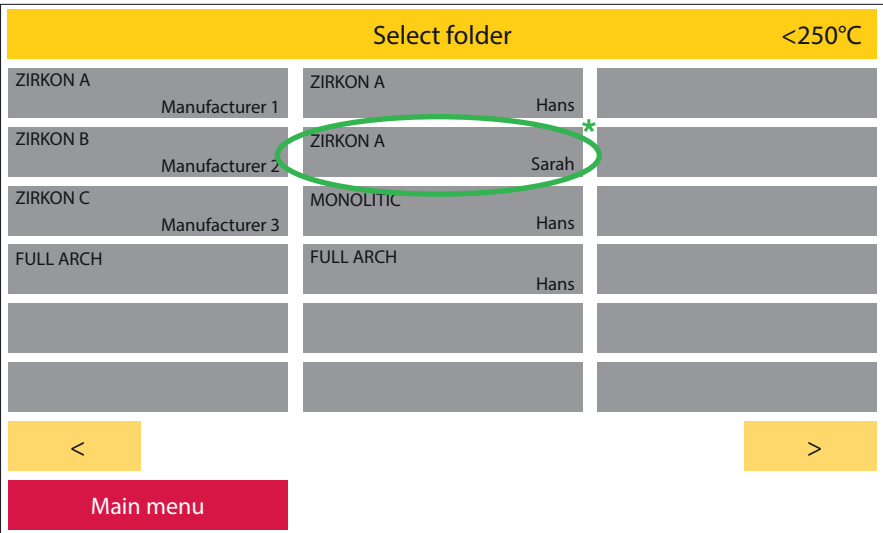 Select folder
<250°C
ZIRKON A
Manufacturer 1
ZIRKON A
Hans
ZIRKON B
Manufacturer 2
ZIRKON A
Sarah
*
ZIRKON C
Manufacturer 3
MONOLITIC
Hans
FULL ARCH
FULL ARCH
Hans
<
>
Main menu